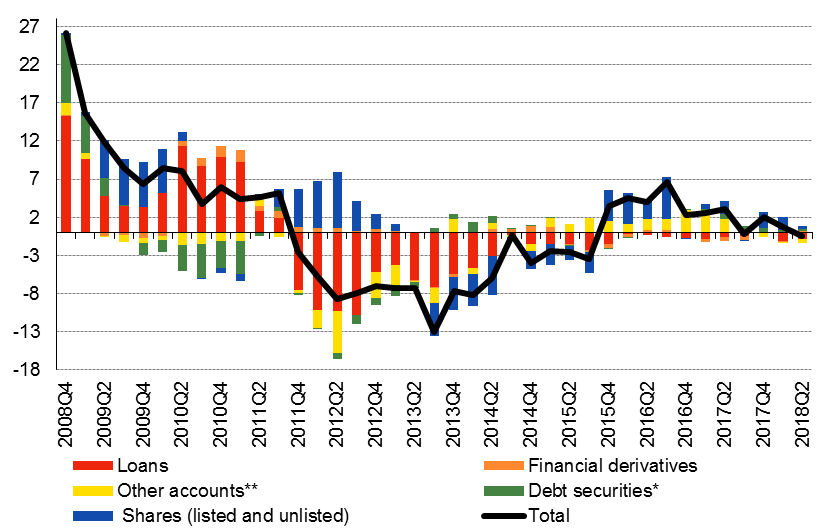 27
22
17
12
7
2
-3
-8
-13
-18
2008Q4
2009Q2
2009Q4
2010Q2
2010Q4
2011Q2
2011Q4
2012Q2
2012Q4
2013Q2
2013Q4
2014Q2
2014Q4
2015Q2
2015Q4
2016Q2
2016Q4
2017Q2
2017Q4
2018Q2
Loans
Financial derivatives
Other accounts**
Debt securities*
Shares (listed and unlisted)
Total